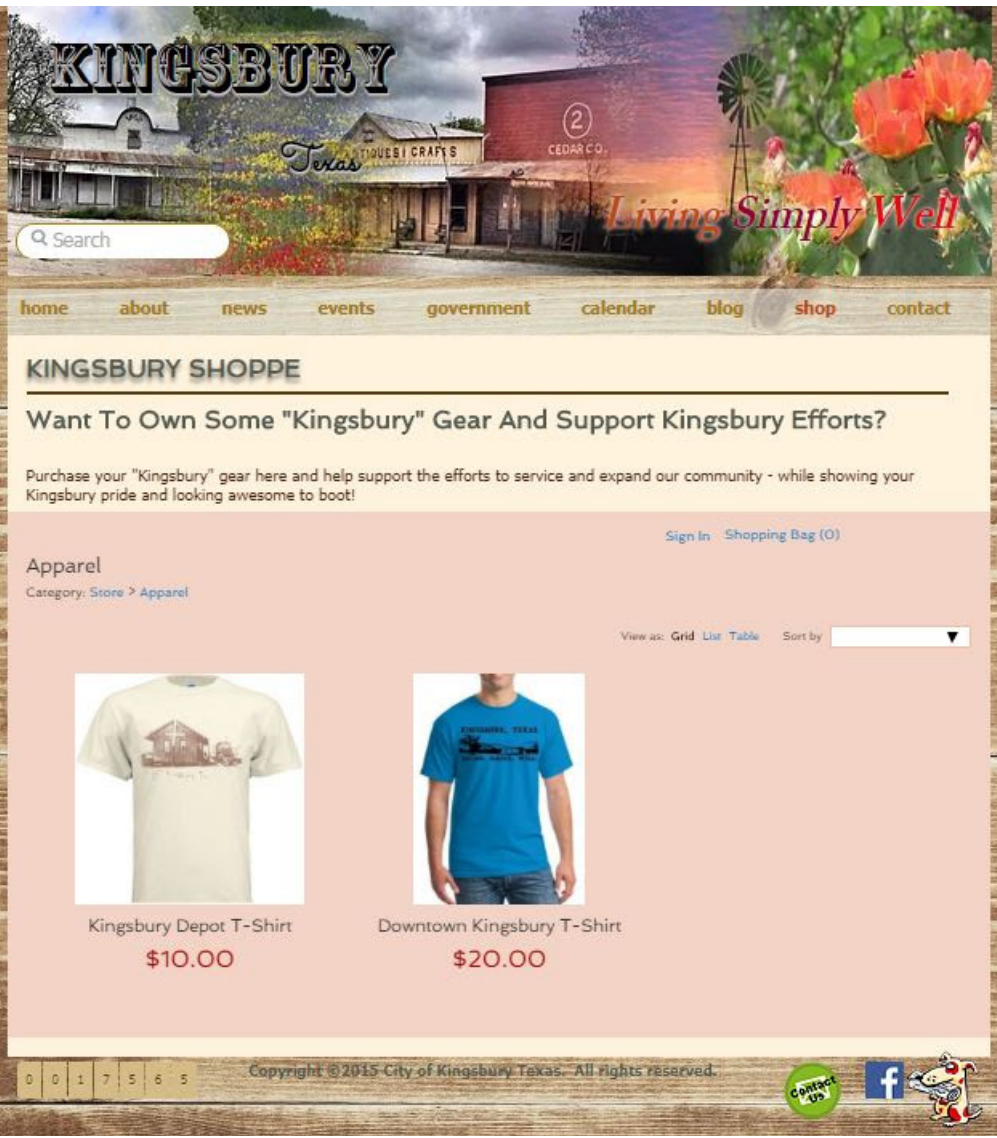 KINGSBURY
Texas
ANTIQUES & CRAFTS
2
CEDAR CO.
Living Simply Well
Search
home about news events government calendar blog shop contact
KINGSBURY SHOPPE
Want To Own Some "Kingsbury" Gear And Support Kingsbury Efforts?
Purchase your "Kingsbury" gear here and help support the efforts to service and expand our community - while showing your
Kingsbury pride and looking awesome to boot!
Sign In Shopping Bag (0)
Apparel
Category: Store > Apparel
View as: Grid List Table Sort by
KINGSBURY, TEXAS
Kingsbury Depot T-Shirt
$10.00
Downtown Kingsbury T-Shirt
$20.00
0 0 1 7 5 6 5
Copyright ©2015 City of Kingsbury Texas. All rights reserved.
Contact
Us
f